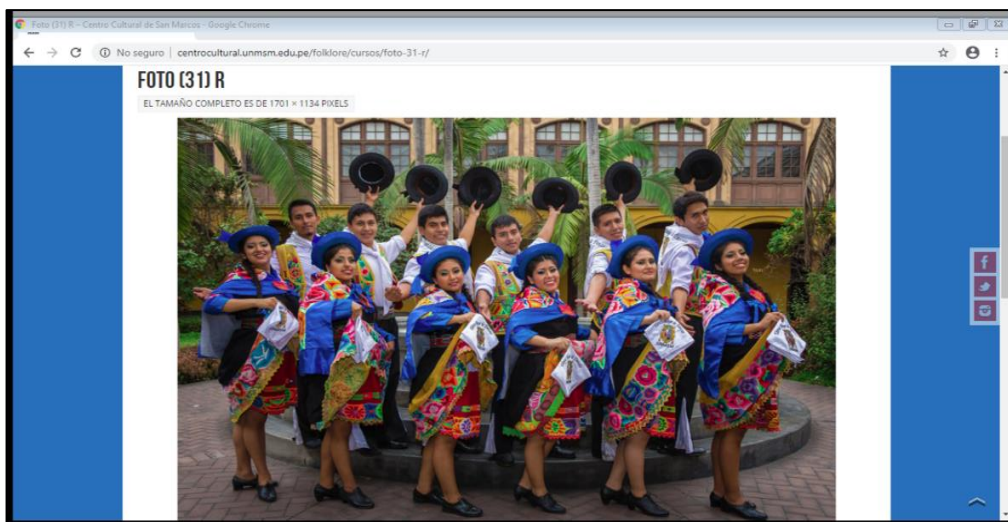 Foto (31) R – Centro Cultural de San Marcos - Google Chrome
No seguro | centrocultural.unmsm.edu.pe/folklore/cursos/foto-31-r/
FOTO (31) R
EL TAMAÑO COMPLETO ES DE 1701 × 1134 PIXELS